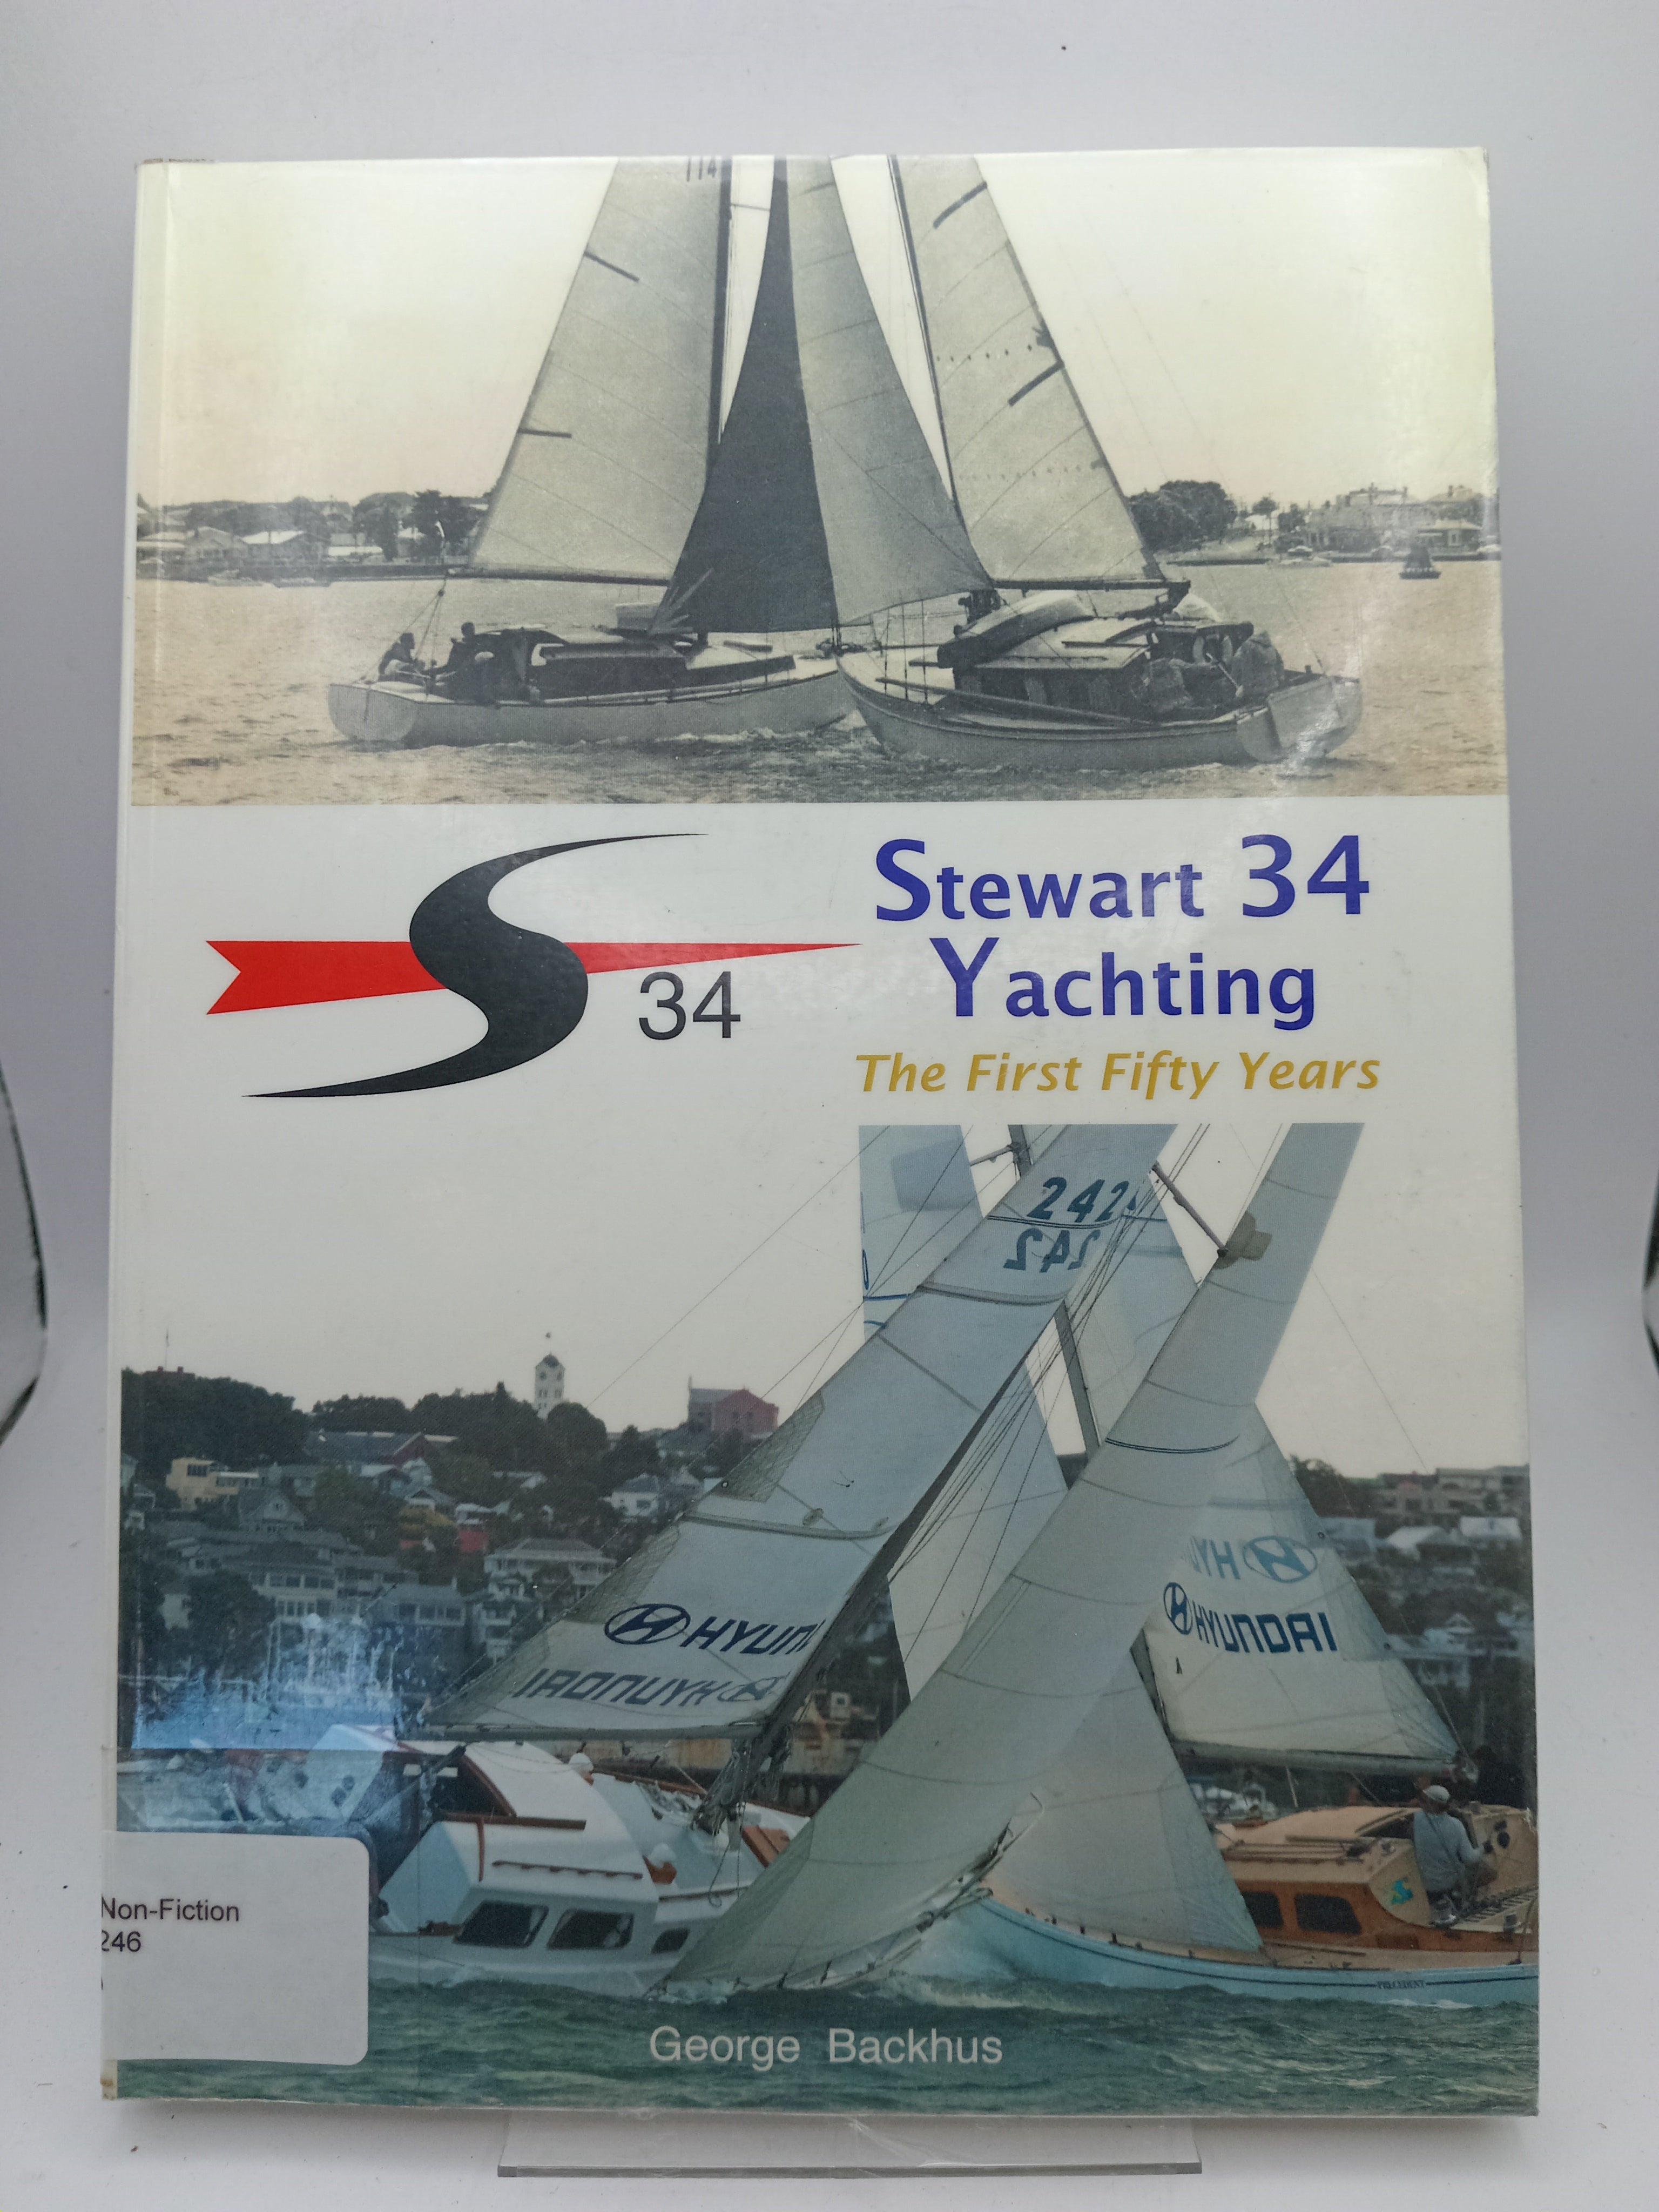 114
Stewart 34
Yachting
34
The First Fifty Years
242
242
HYUNDAI
HYUNDAI
HYUNDAI
PRECEDENT
Non-Fiction
246
George Backhus